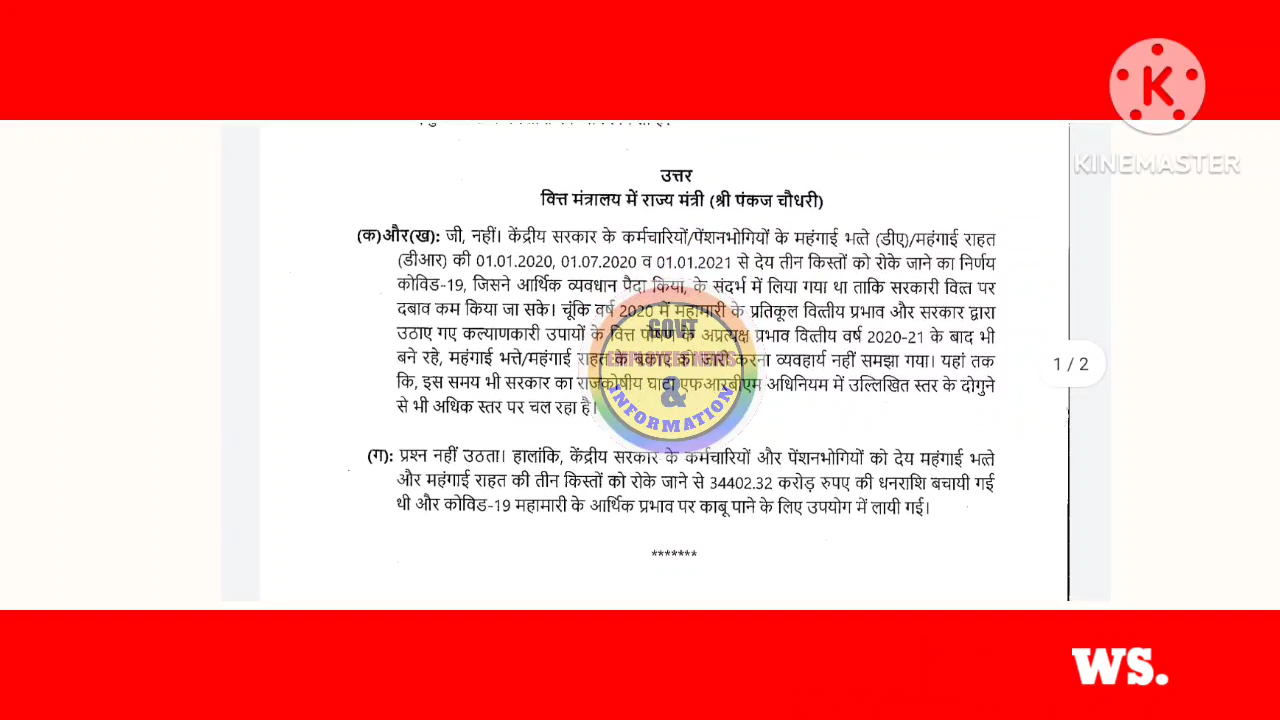 KINEMASTER
उत्तर
वित्त मंत्रालय में राज्य मंत्री (श्री पंकज चौधरी)
(क)और(ख): जी, नहीं। केंद्रीय सरकार के कर्मचारियों/पेंशनभोगियों के महंगाई भत्ते (डीए)/महंगाई राहत
(डीआर) की 01.01.2020, 01.07.2020 व 01.01.2021 से देय तीन किस्तों को रोके जाने का निर्णय
कोविड-19, जिसने आर्थिक व्यवधान पैदा किया, के संदर्भ में लिया गया था ताकि सरकारी वित्त पर
दबाव कम किया जा सके। चूंकि वर्ष 2020 में महामारी के प्रतिकूल वित्तीय प्रभाव और सरकार द्वारा
उठाए गए कल्याणकारी उपायों के वित्त पोषण के अप्रत्यक्ष प्रभाव वित्तीय वर्ष 2020-21 के बाद भी
बने रहे, महंगाई भत्ते/महंगाई राहत के बकाए को जारी करना व्यवहार्य नहीं समझा गया। यहां तक
कि, इस समय भी सरकार का राजकोषीय घाटा एफआरबीएम अधिनियम में उल्लिखित स्तर के दोगुने
से भी अधिक स्तर पर चल रहा है।
(ग): प्रश्न नहीं उठता। हालांकि, केंद्रीय सरकार के कर्मचारियों और पेंशनभोगियों को देय महंगाई भत्ते
और महंगाई राहत की तीन किस्तों को रोके जाने से 34402.32 करोड़ रुपए की धनराशि बचायी गई
थी और कोविड-19 महामारी के आर्थिक प्रभाव पर काबू पाने के लिए उपयोग में लायी गई।
*******
GOVT
EMPLOYEE NEWS
&
INFORMATION
1 / 2
WS.